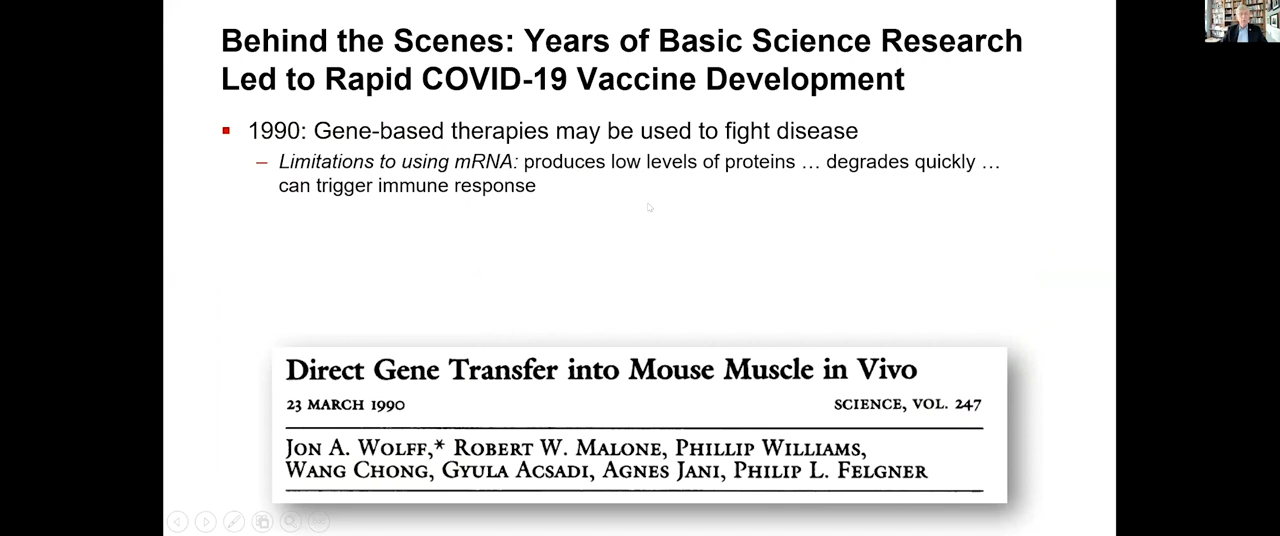 Behind the Scenes: Years of Basic Science Research
Led to Rapid COVID-19 Vaccine Development
▪ 1990: Gene-based therapies may be used to fight disease
– Limitations to using mRNA: produces low levels of proteins … degrades quickly …
can trigger immune response
Direct Gene Transfer into Mouse Muscle in Vivo
23 MARCH 1990 SCIENCE, VOL. 247
JON A. WOLFF,* ROBERT W. MALONE, PHILLIP WILLIAMS,
WANG CHONG, GYULA ACSADI, AGNES JANI, PHILIP L. FELGNER